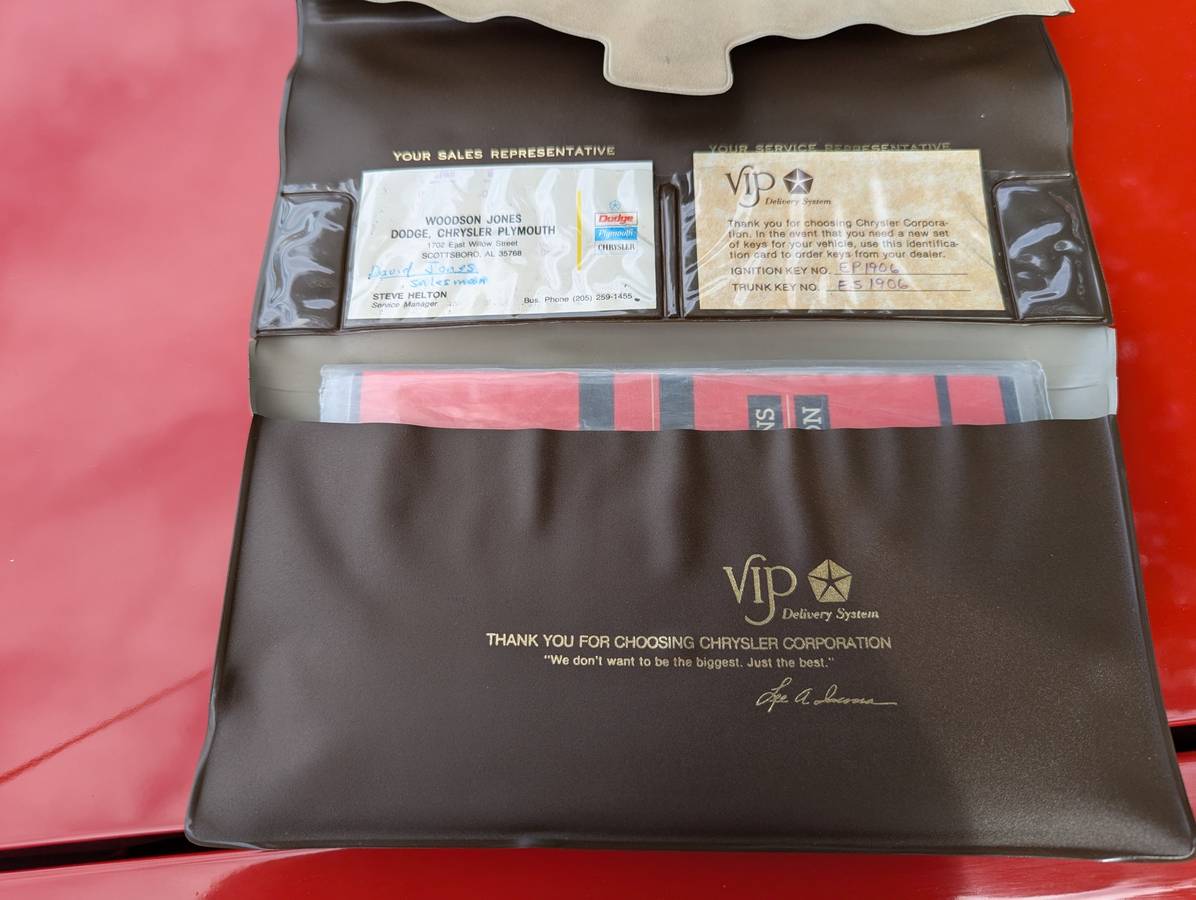 YOUR SALES REPRESENTATIVE
WOODSON JONES
DODGE, CHRYSLER PLYMOUTH
1702 East Willow Street
SCOTTSBORO, AL 35768
David Jones
salesman
STEVE HELTON
Service Manager
Bus. Phone (205) 259-1455
Dodge
Plymouth
CHRYSLER
YOUR SERVICE REPRESENTATIVE
VIP
Delivery System
Thank you for choosing Chrysler Corpora-
tion. In the event that you need a new set
of keys for your vehicle, use this identifica-
tion card to order keys from your dealer.
IGNITION KEY NO. EP1906
TRUNK KEY NO. ES1906
NS
ON
VIP
Delivery System
THANK YOU FOR CHOOSING CHRYSLER CORPORATION
"We don't want to be the biggest. Just the best."
Lee A. Iacocca